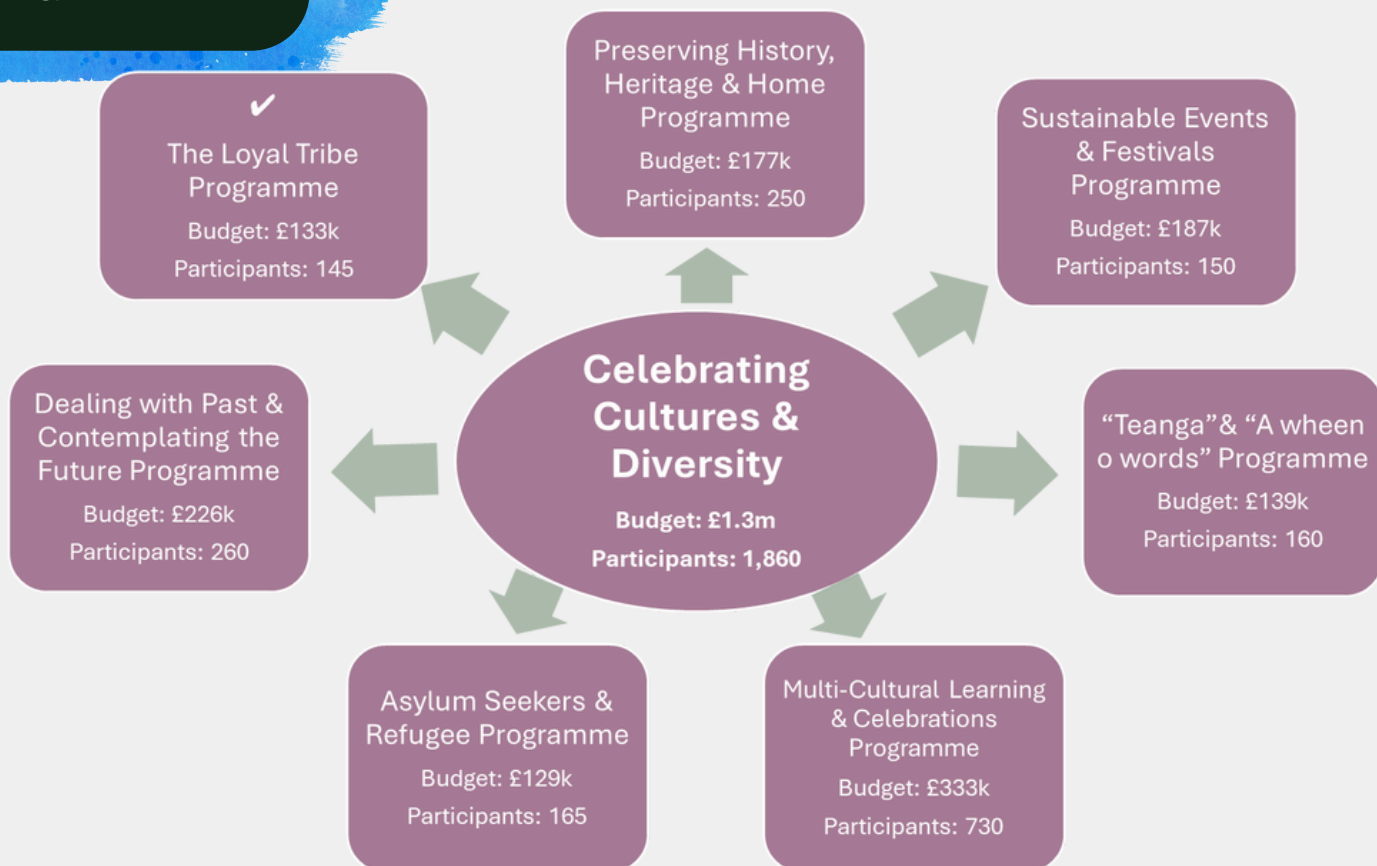 ✔
The Loyal Tribe
Programme
Budget: £133k
Participants: 145
Preserving History,
Heritage & Home
Programme
Budget: £177k
Participants: 250
Sustainable Events
& Festivals
Programme
Budget: £187k
Participants: 150
Dealing with Past &
Contemplating the
Future Programme
Budget: £226k
Participants: 260
Celebrating
Cultures &
Diversity
Budget: £1.3m
Participants: 1,860
“Teanga”& “A wheen
o words” Programme
Budget: £139k
Participants: 160
Asylum Seekers &
Refugee Programme
Budget: £129k
Participants: 165
Multi-Cultural Learning
& Celebrations
Programme
Budget: £333k
Participants: 730